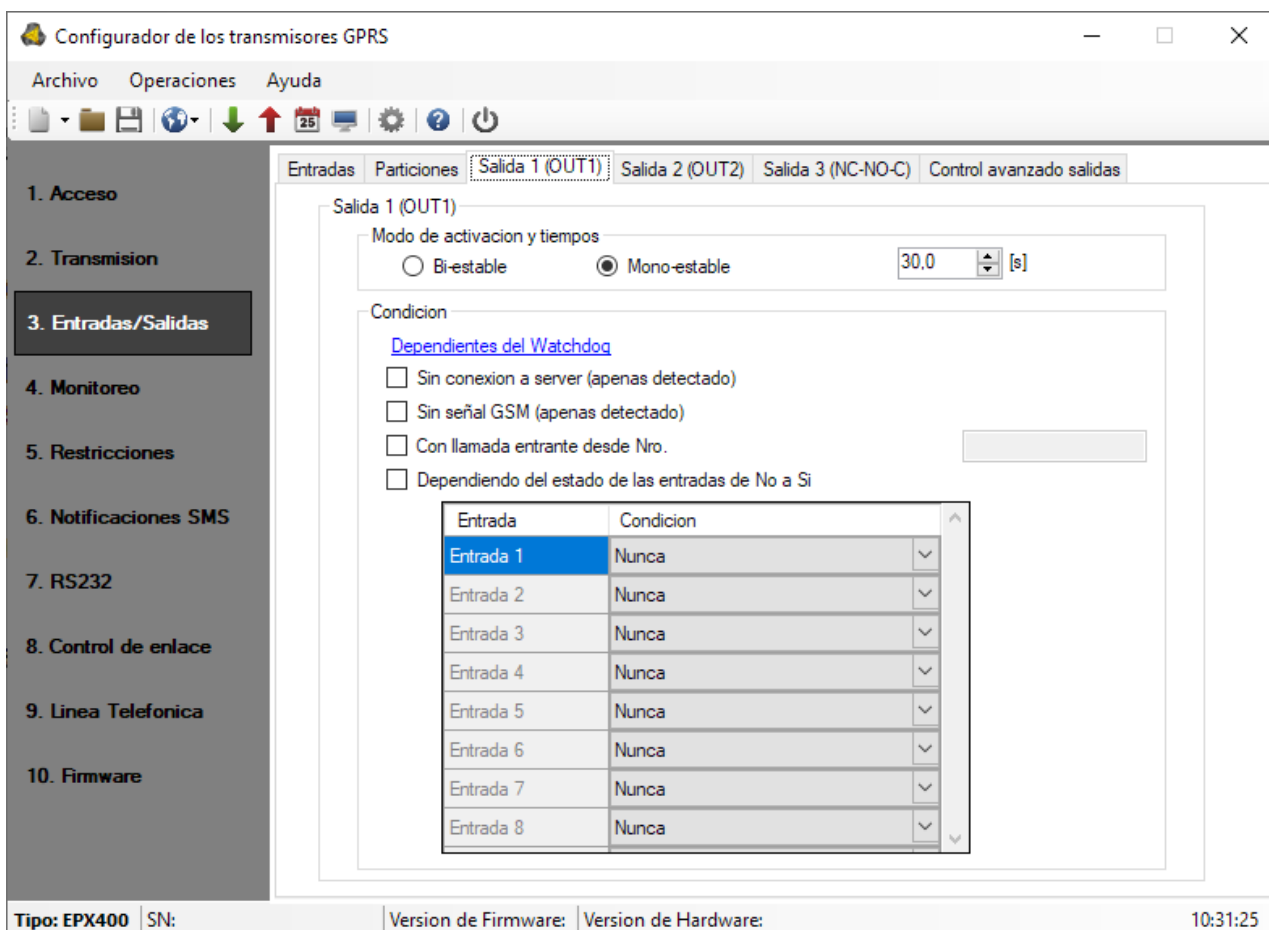 Configurador de los transmisores GPRS
Archivo Operaciones Ayuda
25
1. Acceso
2. Transmision
3. Entradas/Salidas
4. Monitoreo
5. Restricciones
6. Notificaciones SMS
7. RS232
8. Control de enlace
9. Linea Telefonica
10. Firmware
Entradas Particiones Salida 1 (OUT1) Salida 2 (OUT2) Salida 3 (NC-NO-C) Control avanzado salidas
Salida 1 (OUT1)
Modo de activacion y tiempos
Bi-estable Mono-estable 30,0 [s]
Condicion
Dependientes del Watchdog
Sin conexion a server (apenas detectado)
Sin señal GSM (apenas detectado)
Con llamada entrante desde Nro.
Dependiendo del estado de las entradas de No a Si
Entrada Condicion
Entrada 1 Nunca
Entrada 2 Nunca
Entrada 3 Nunca
Entrada 4 Nunca
Entrada 5 Nunca
Entrada 6 Nunca
Entrada 7 Nunca
Entrada 8 Nunca
Tipo: EPX400 SN: Version de Firmware: Version de Hardware: 10:31:25